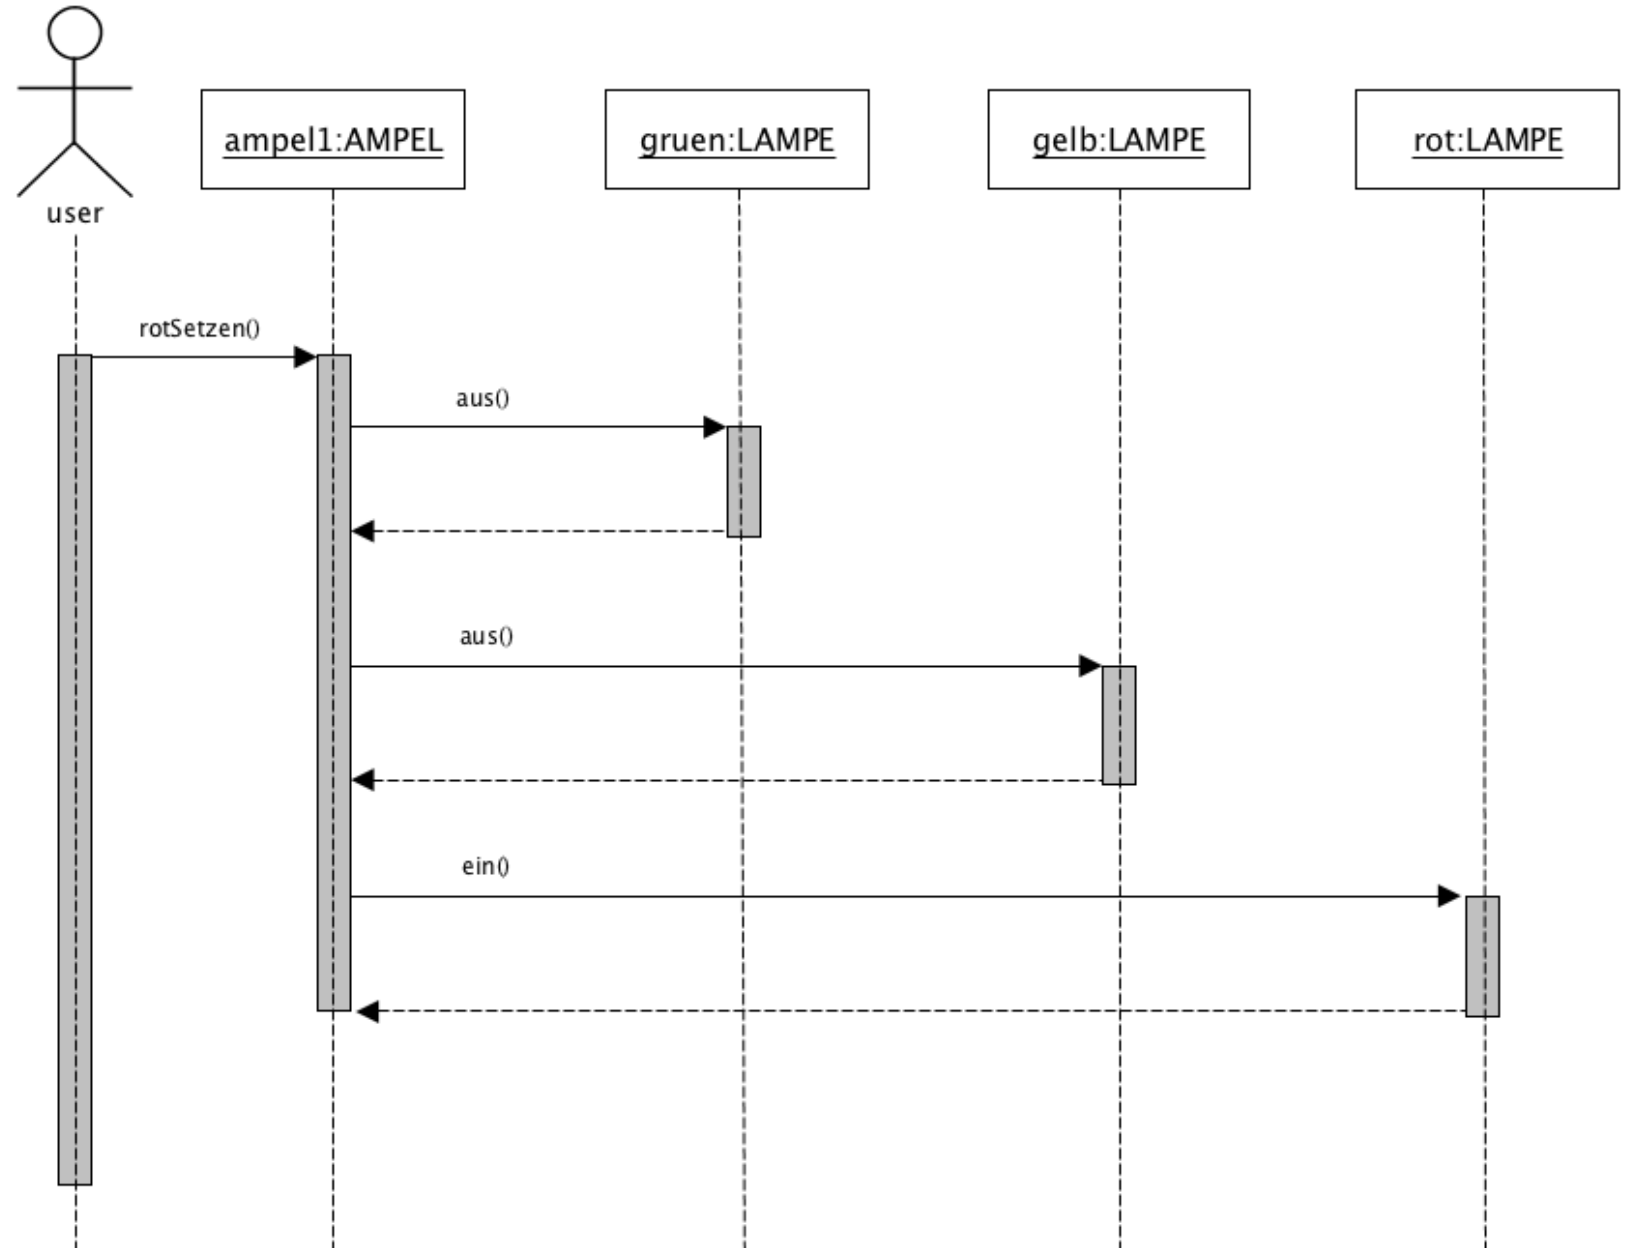 ampel1:AMPEL
gruen:LAMPE
gelb:LAMPE
rot:LAMPE
user
rotSetzen()
aus()
aus()
ein()